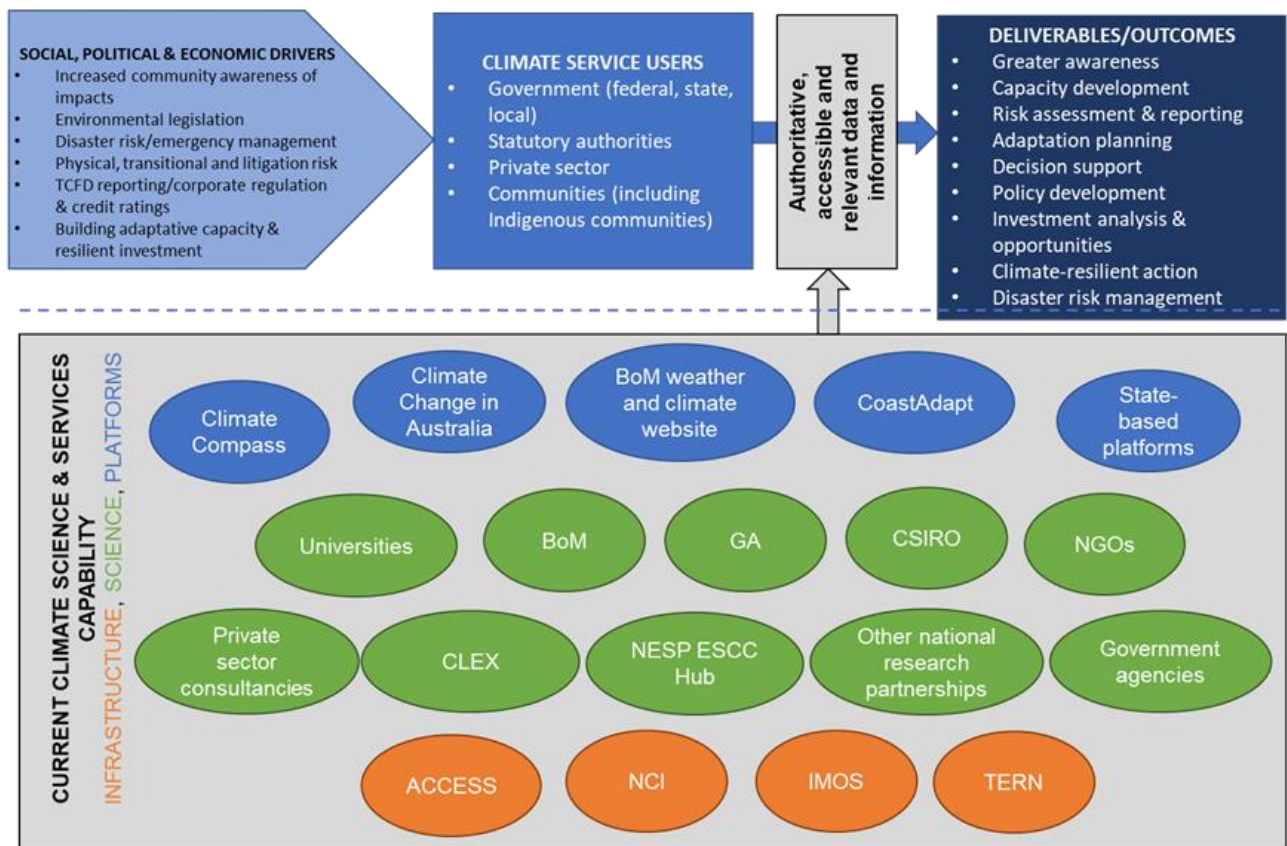 SOCIAL, POLITICAL & ECONOMIC DRIVERS
• Increased community awareness of
impacts
• Environmental legislation
• Disaster risk/emergency management
• Physical, transitional and litigation risk
• TCFD reporting/corporate regulation
& credit ratings
• Building adaptative capacity &
resilient investment
CLIMATE SERVICE USERS
• Government (federal, state,
local)
• Statutory authorities
• Private sector
• Communities (including
Indigenous communities)
Authoritative,
accessible and
relevant data and
information
DELIVERABLES/OUTCOMES
• Greater awareness
• Capacity development
• Risk assessment & reporting
• Adaptation planning
• Decision support
• Policy development
• Investment analysis &
opportunities
• Climate-resilient action
• Disaster risk management
CURRENT CLIMATE SCIENCE & SERVICES
CAPABILITY
INFRASTRUCTURE, SCIENCE, PLATFORMS
Climate
Compass
Climate
Change in
Australia
BoM weather
and climate
website
CoastAdapt
State-
based
platforms
Universities
BoM
GA
CSIRO
NGOs
Private
sector
consultancies
CLEX
NESP ESCC
Hub
Other national
research
partnerships
Government
agencies
ACCESS
NCI
IMOS
TERN